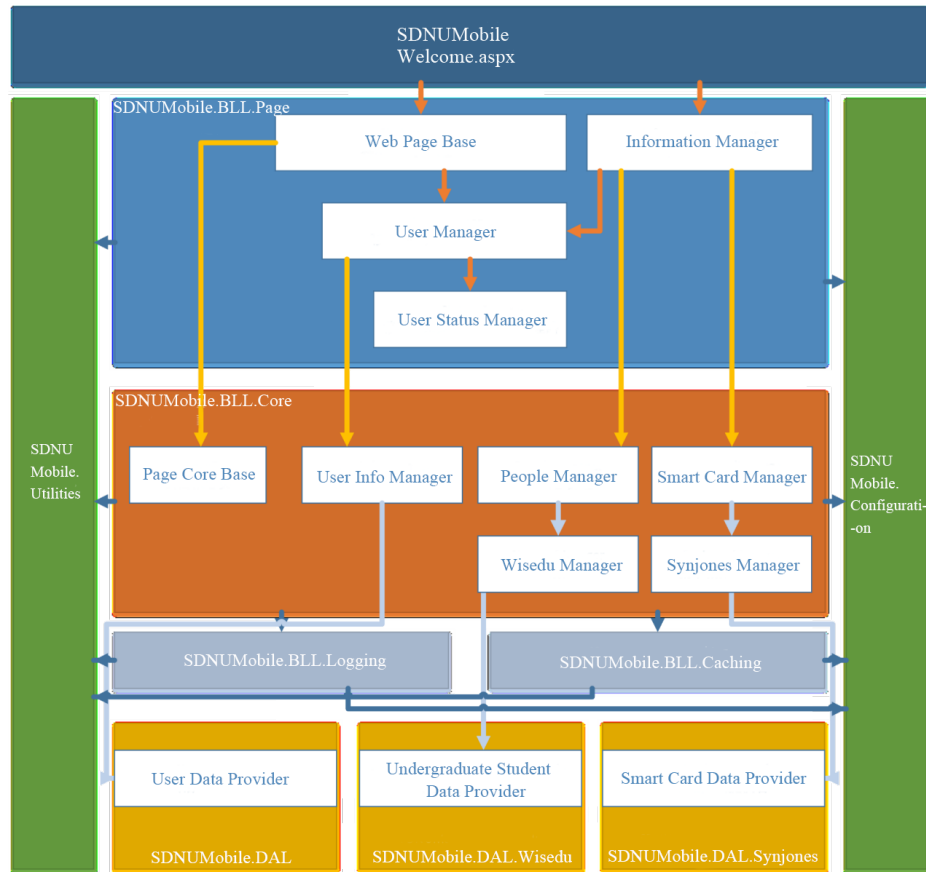 SDNUMobile
Welcome.aspx
SDNUMobile.BLL.Page
Web Page Base
Information Manager
User Manager
User Status Manager
SDNUMobile.BLL.Core
SDNU
Mobile.
Utilities
Page Core Base
User Info Manager
People Manager
Smart Card Manager
SDNU
Mobile.
Configurati-
-on
Wisedu Manager
Synjones Manager
SDNUMobile.BLL.Logging
SDNUMobile.BLL.Caching
User Data Provider
Undergraduate Student
Data Provider
Smart Card Data Provider
SDNUMobile.DAL
SDNUMobile.DAL.Wisedu
SDNUMobile.DAL.Synjones